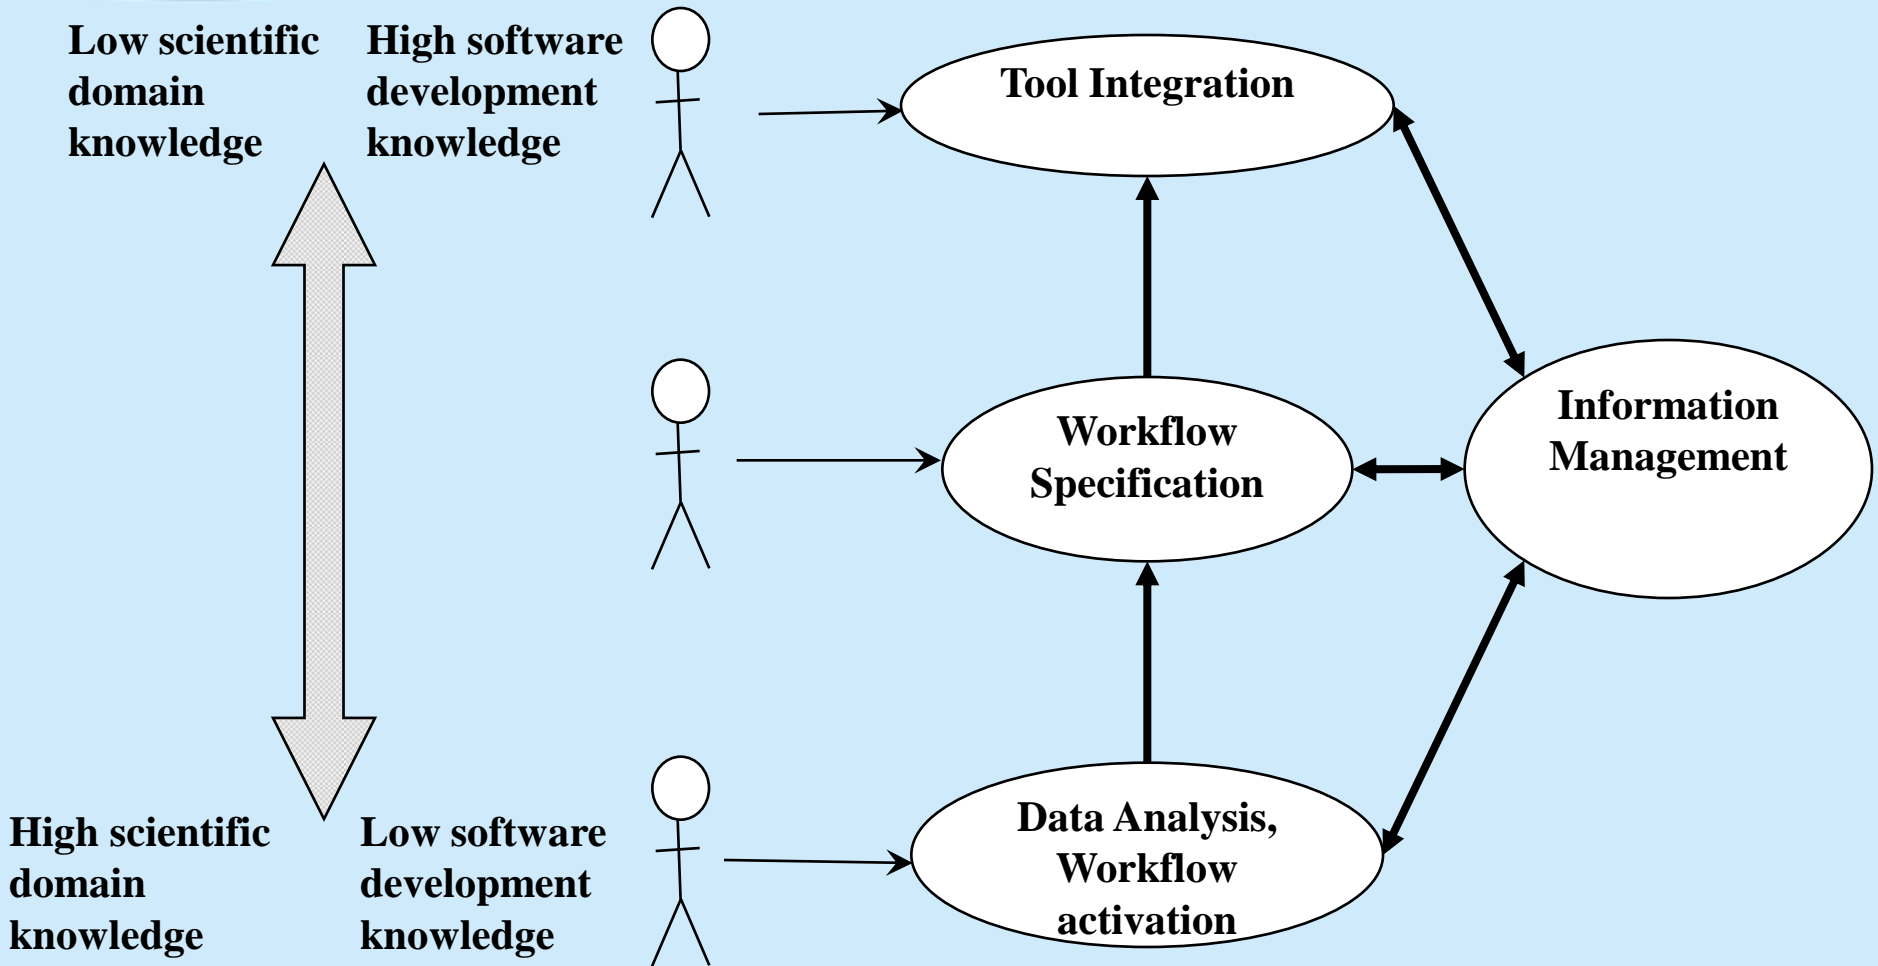 Low scientific
domain
knowledge
High software
development
knowledge
Tool Integration
Workflow
Specification
Information
Management
High scientific
domain
knowledge
Low software
development
knowledge
Data Analysis,
Workflow
activation